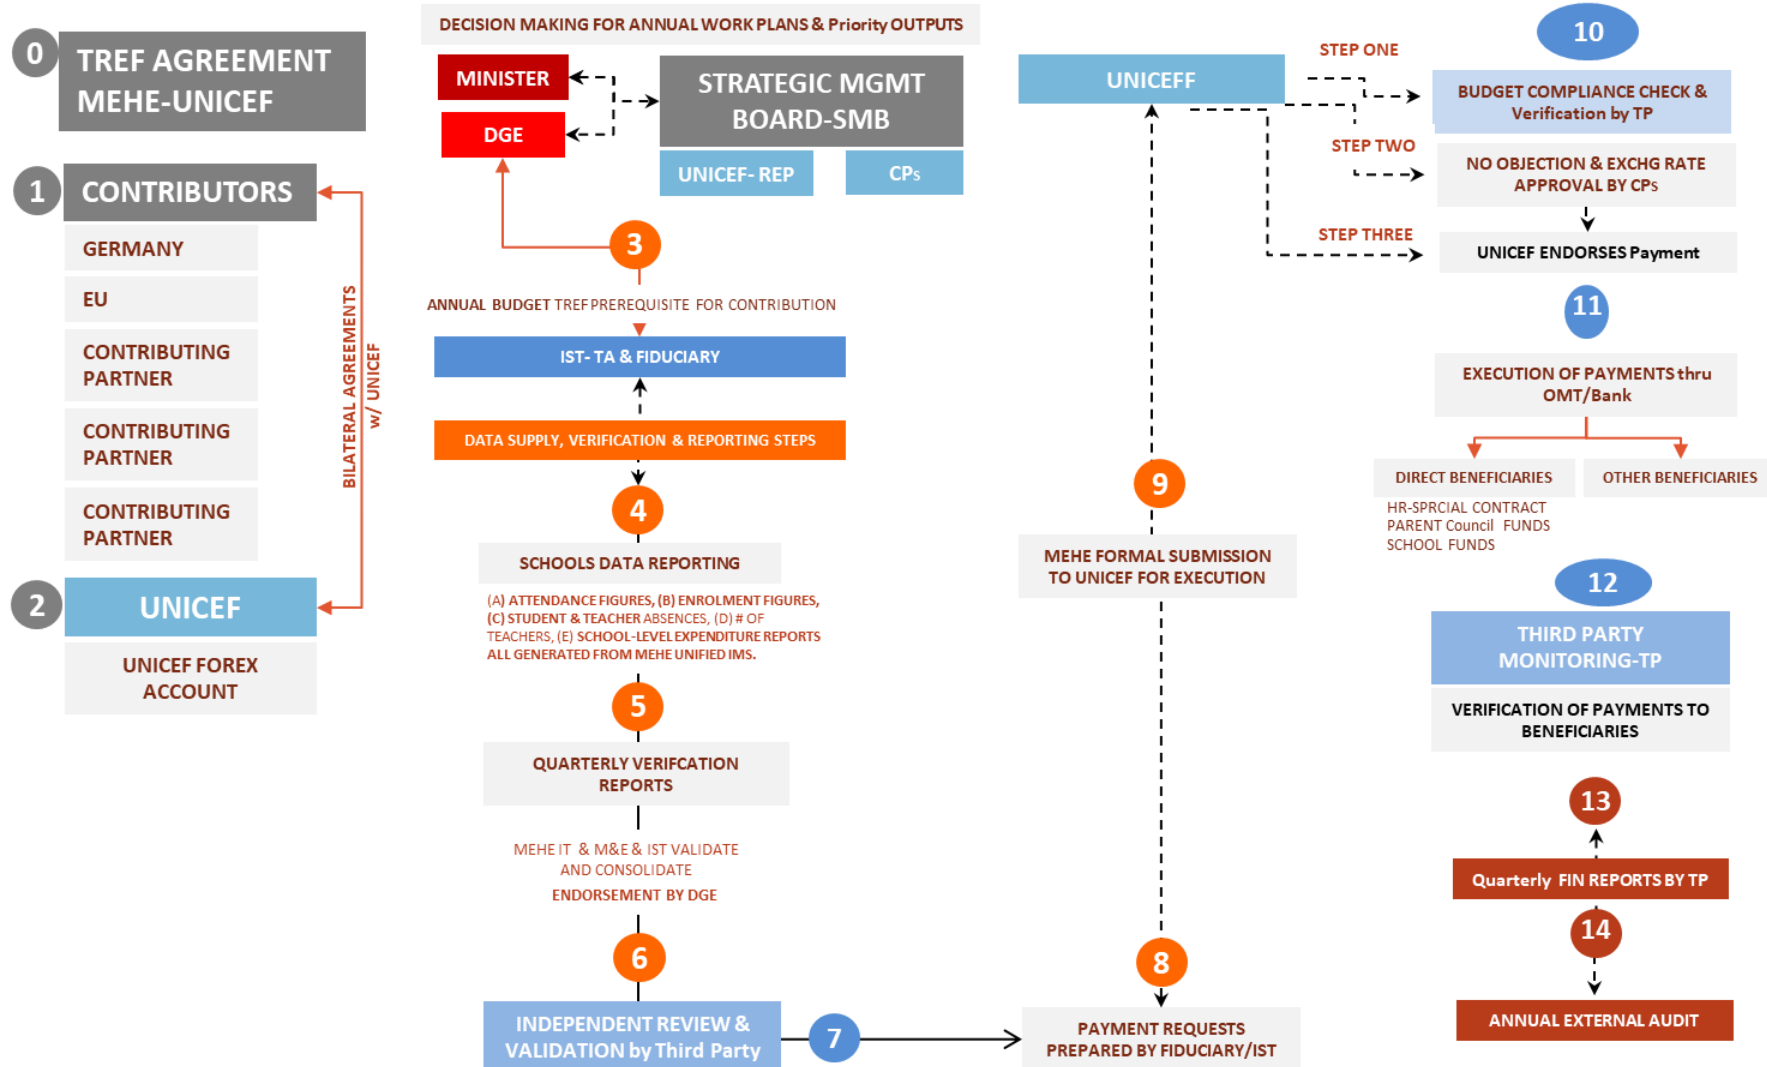 0
TREF AGREEMENT
MEHE-UNICEF
1
CONTRIBUTORS
GERMANY
EU
CONTRIBUTING
PARTNER
CONTRIBUTING
PARTNER
CONTRIBUTING
PARTNER
BILATERAL AGREEMENTS
w/ UNICEF
2
UNICEF
UNICEF FOREX
ACCOUNT
DECISION MAKING FOR ANNUAL WORK PLANS & Priority OUTPUTS
MINISTER
DGE
STRATEGIC MGMT
BOARD-SMB
UNICEF- REP
CPs
3
ANNUAL BUDGET TREF PREREQUISITE FOR CONTRIBUTION
IST- TA & FIDUCIARY
DATA SUPPLY, VERIFICATION & REPORTING STEPS
4
SCHOOLS DATA REPORTING
(A) ATTENDANCE FIGURES, (B) ENROLMENT FIGURES,
(C) STUDENT & TEACHER ABSENCES, (D) # OF
TEACHERS, (E) SCHOOL-LEVEL EXPENDITURE REPORTS
ALL GENERATED FROM MEHE UNIFIED IMS.
5
QUARTERLY VERIFCATION
REPORTS
MEHE IT & M&E & IST VALIDATE
AND CONSOLIDATE
ENDORSEMENT BY DGE
6
INDEPENDENT REVIEW &
VALIDATION by Third Party
7
UNICEFF
9
MEHE FORMAL SUBMISSION
TO UNICEF FOR EXECUTION
8
PAYMENT REQUESTS
PREPARED BY FIDUCIARY/IST
STEP ONE
STEP TWO
STEP THREE
10
BUDGET COMPLIANCE CHECK &
Verification by TP
NO OBJECTION & EXCHG RATE
APPROVAL BY CPs
UNICEF ENDORSES Payment
11
EXECUTION OF PAYMENTS thru
OMT/Bank
DIRECT BENEFICIARIES
OTHER BENEFICIARIES
HR-SPRCIAL CONTRACT
PARENT Council FUNDS
SCHOOL FUNDS
12
THIRD PARTY
MONITORING-TP
VERIFICATION OF PAYMENTS TO
BENEFICIARIES
13
Quarterly FIN REPORTS BY TP
14
ANNUAL EXTERNAL AUDIT